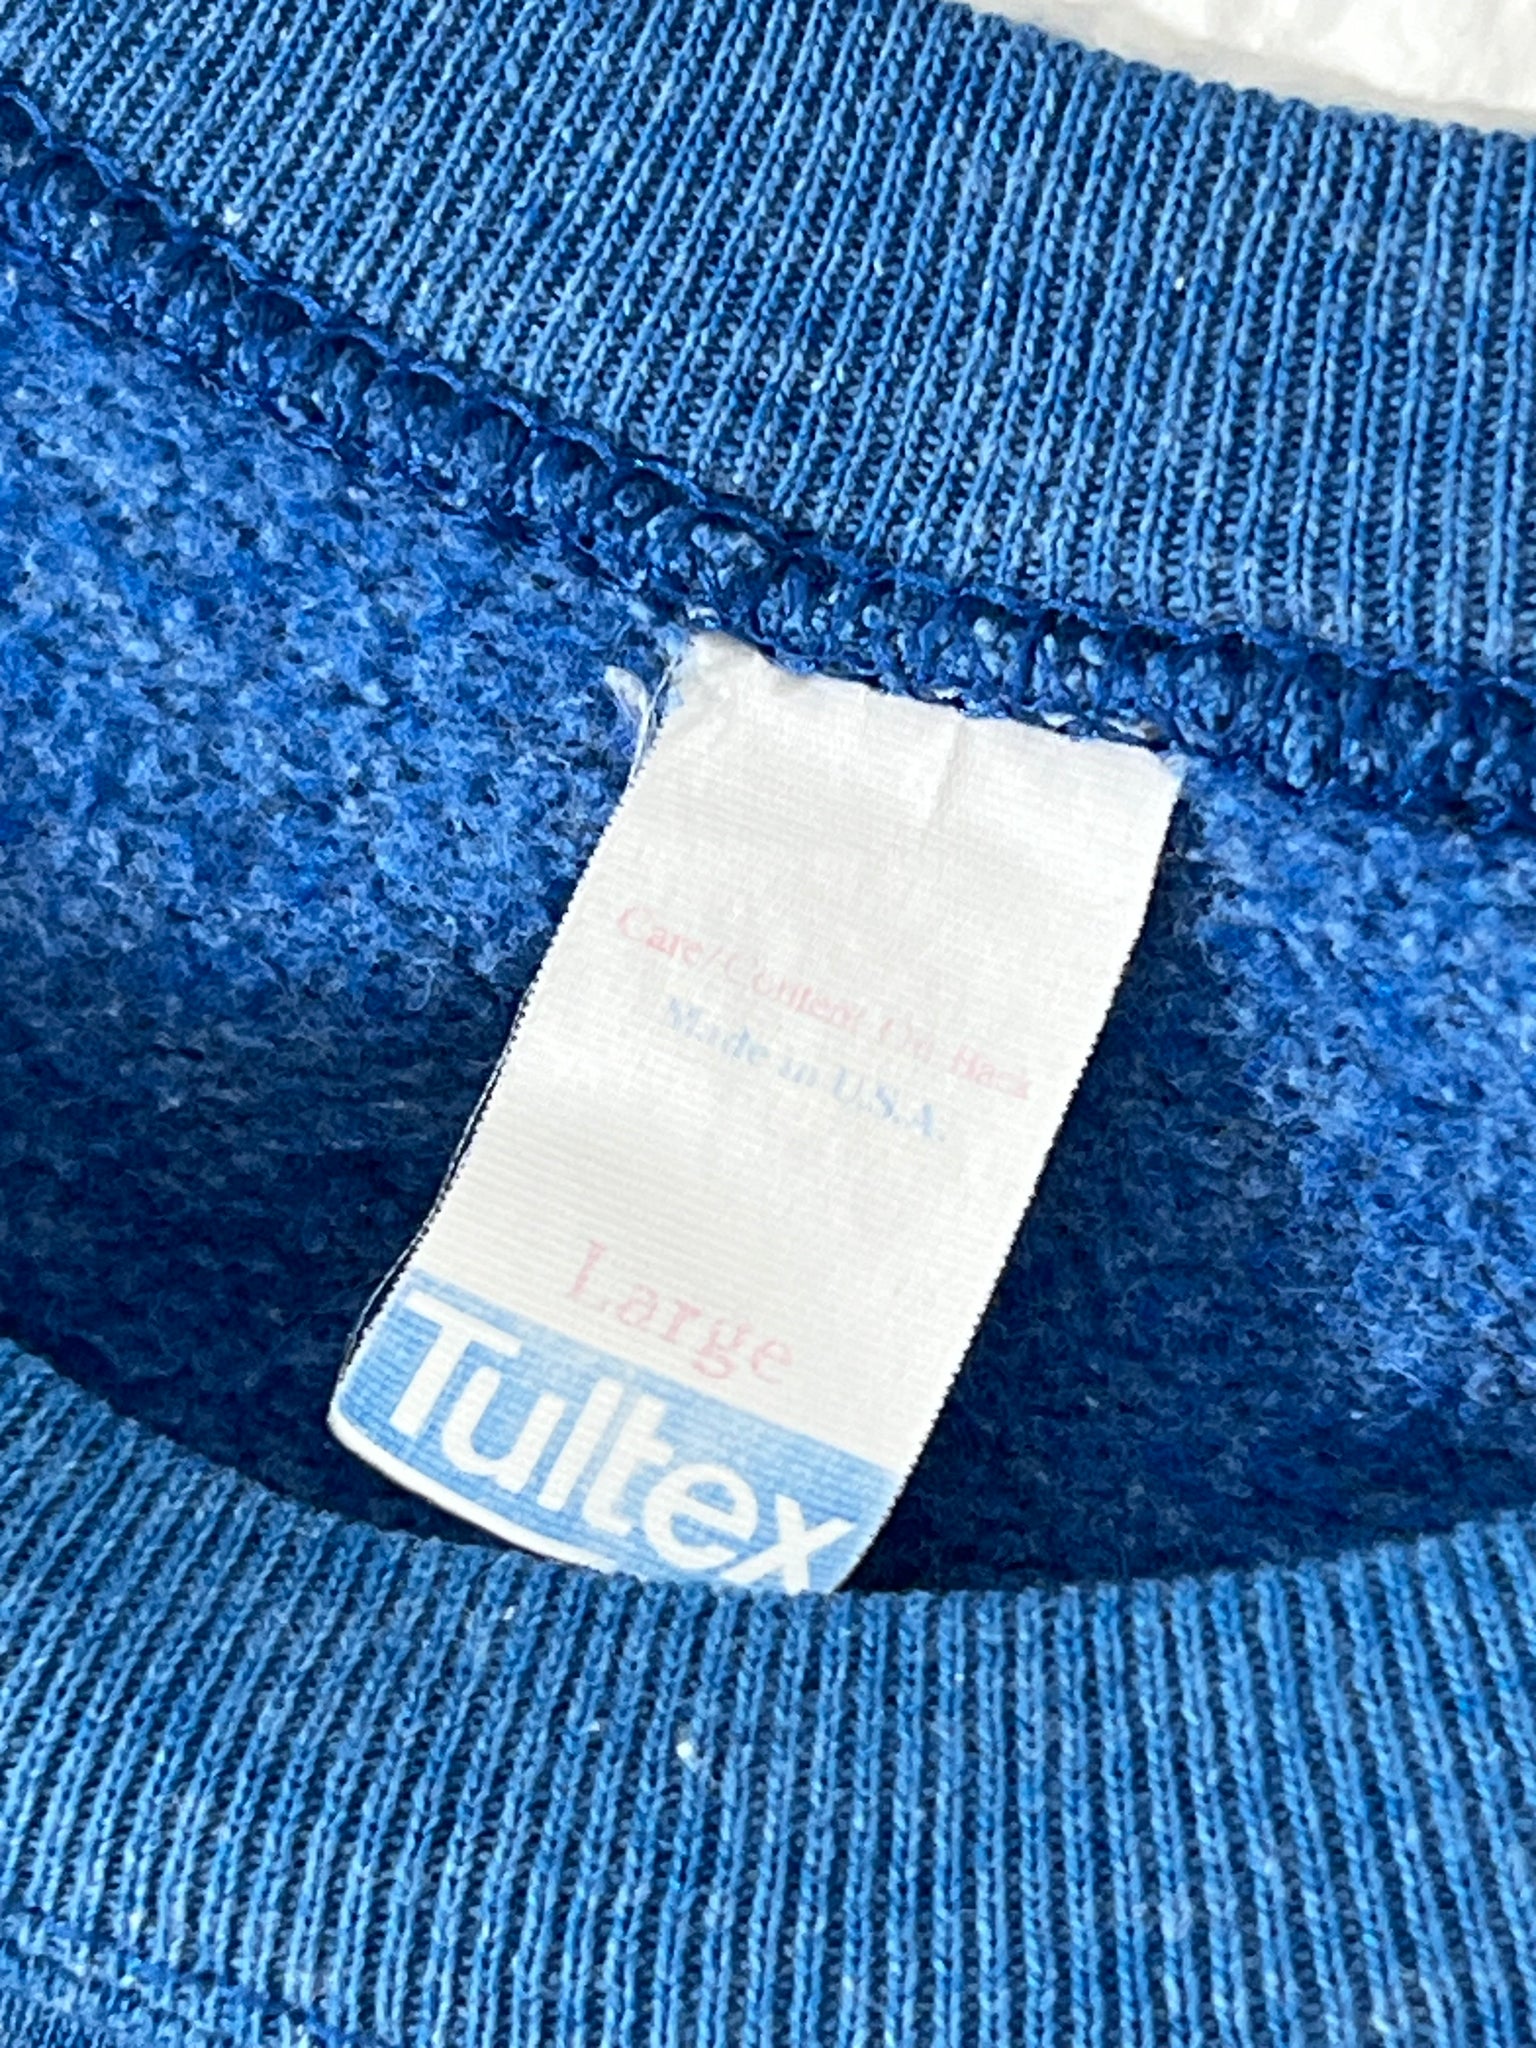 Care/Content On Back
Made in U.S.A.
Large
Tultex